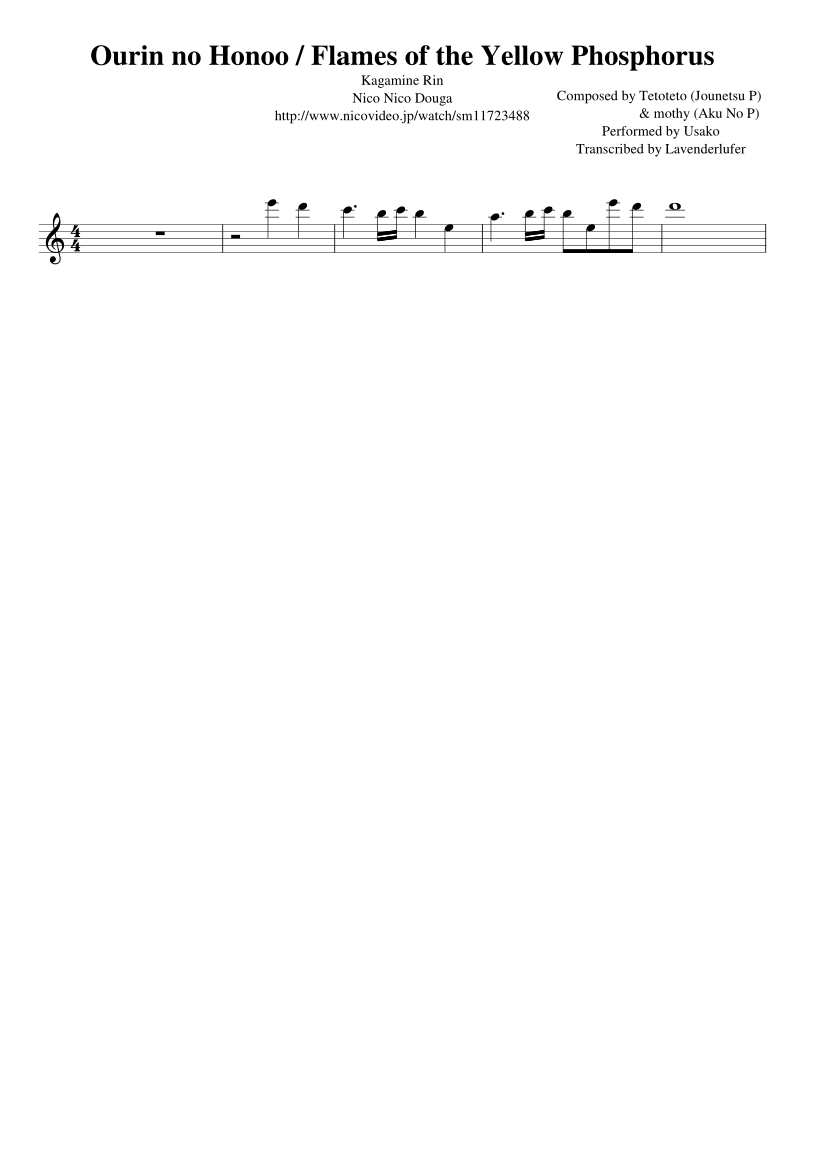 Ourin no Honoo / Flames of the Yellow Phosphorus
Kagamine Rin
Nico Nico Douga
http://www.nicovideo.jp/watch/sm11723488
Composed by Tetoteto (Jounetsu P)
& mothy (Aku No P)
Performed by Usako
Transcribed by Lavenderlufer
4
4